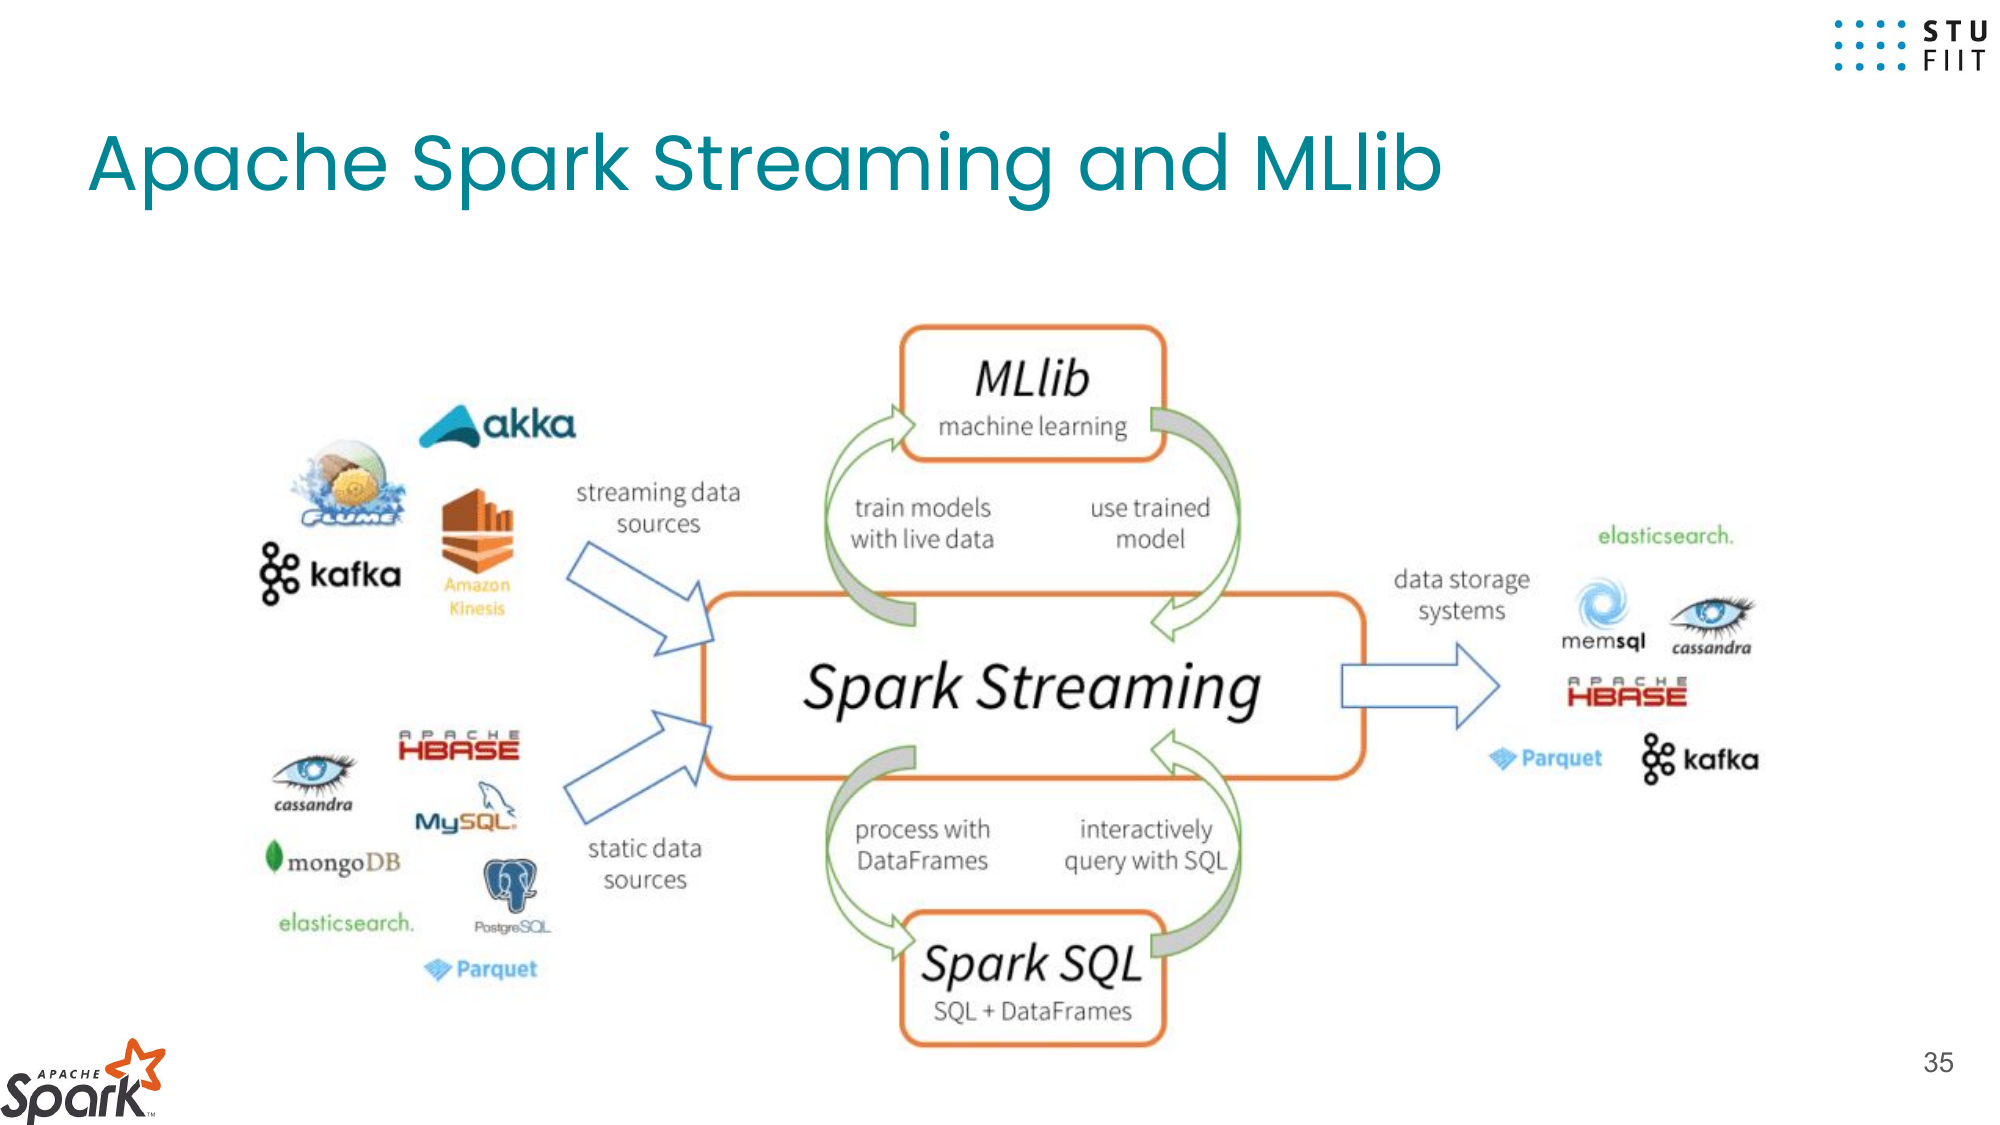 STU
FIIT
Apache Spark Streaming and MLlib
MLlib
machine learning
akka
FLUME
kafka
Amazon
Kinesis
streaming data
sources
train models
with live data
use trained
model
Spark Streaming
data storage
systems
elasticsearch.
memsql
cassandra
APACHE
HBASE
Parquet
kafka
APACHE
HBASE
cassandra
MySQL®
mongoDB
PostgreSQL
elasticsearch.
Parquet
static data
sources
process with
DataFrames
interactively
query with SQL
Spark SQL
SQL + DataFrames
APACHE
Spark™
35